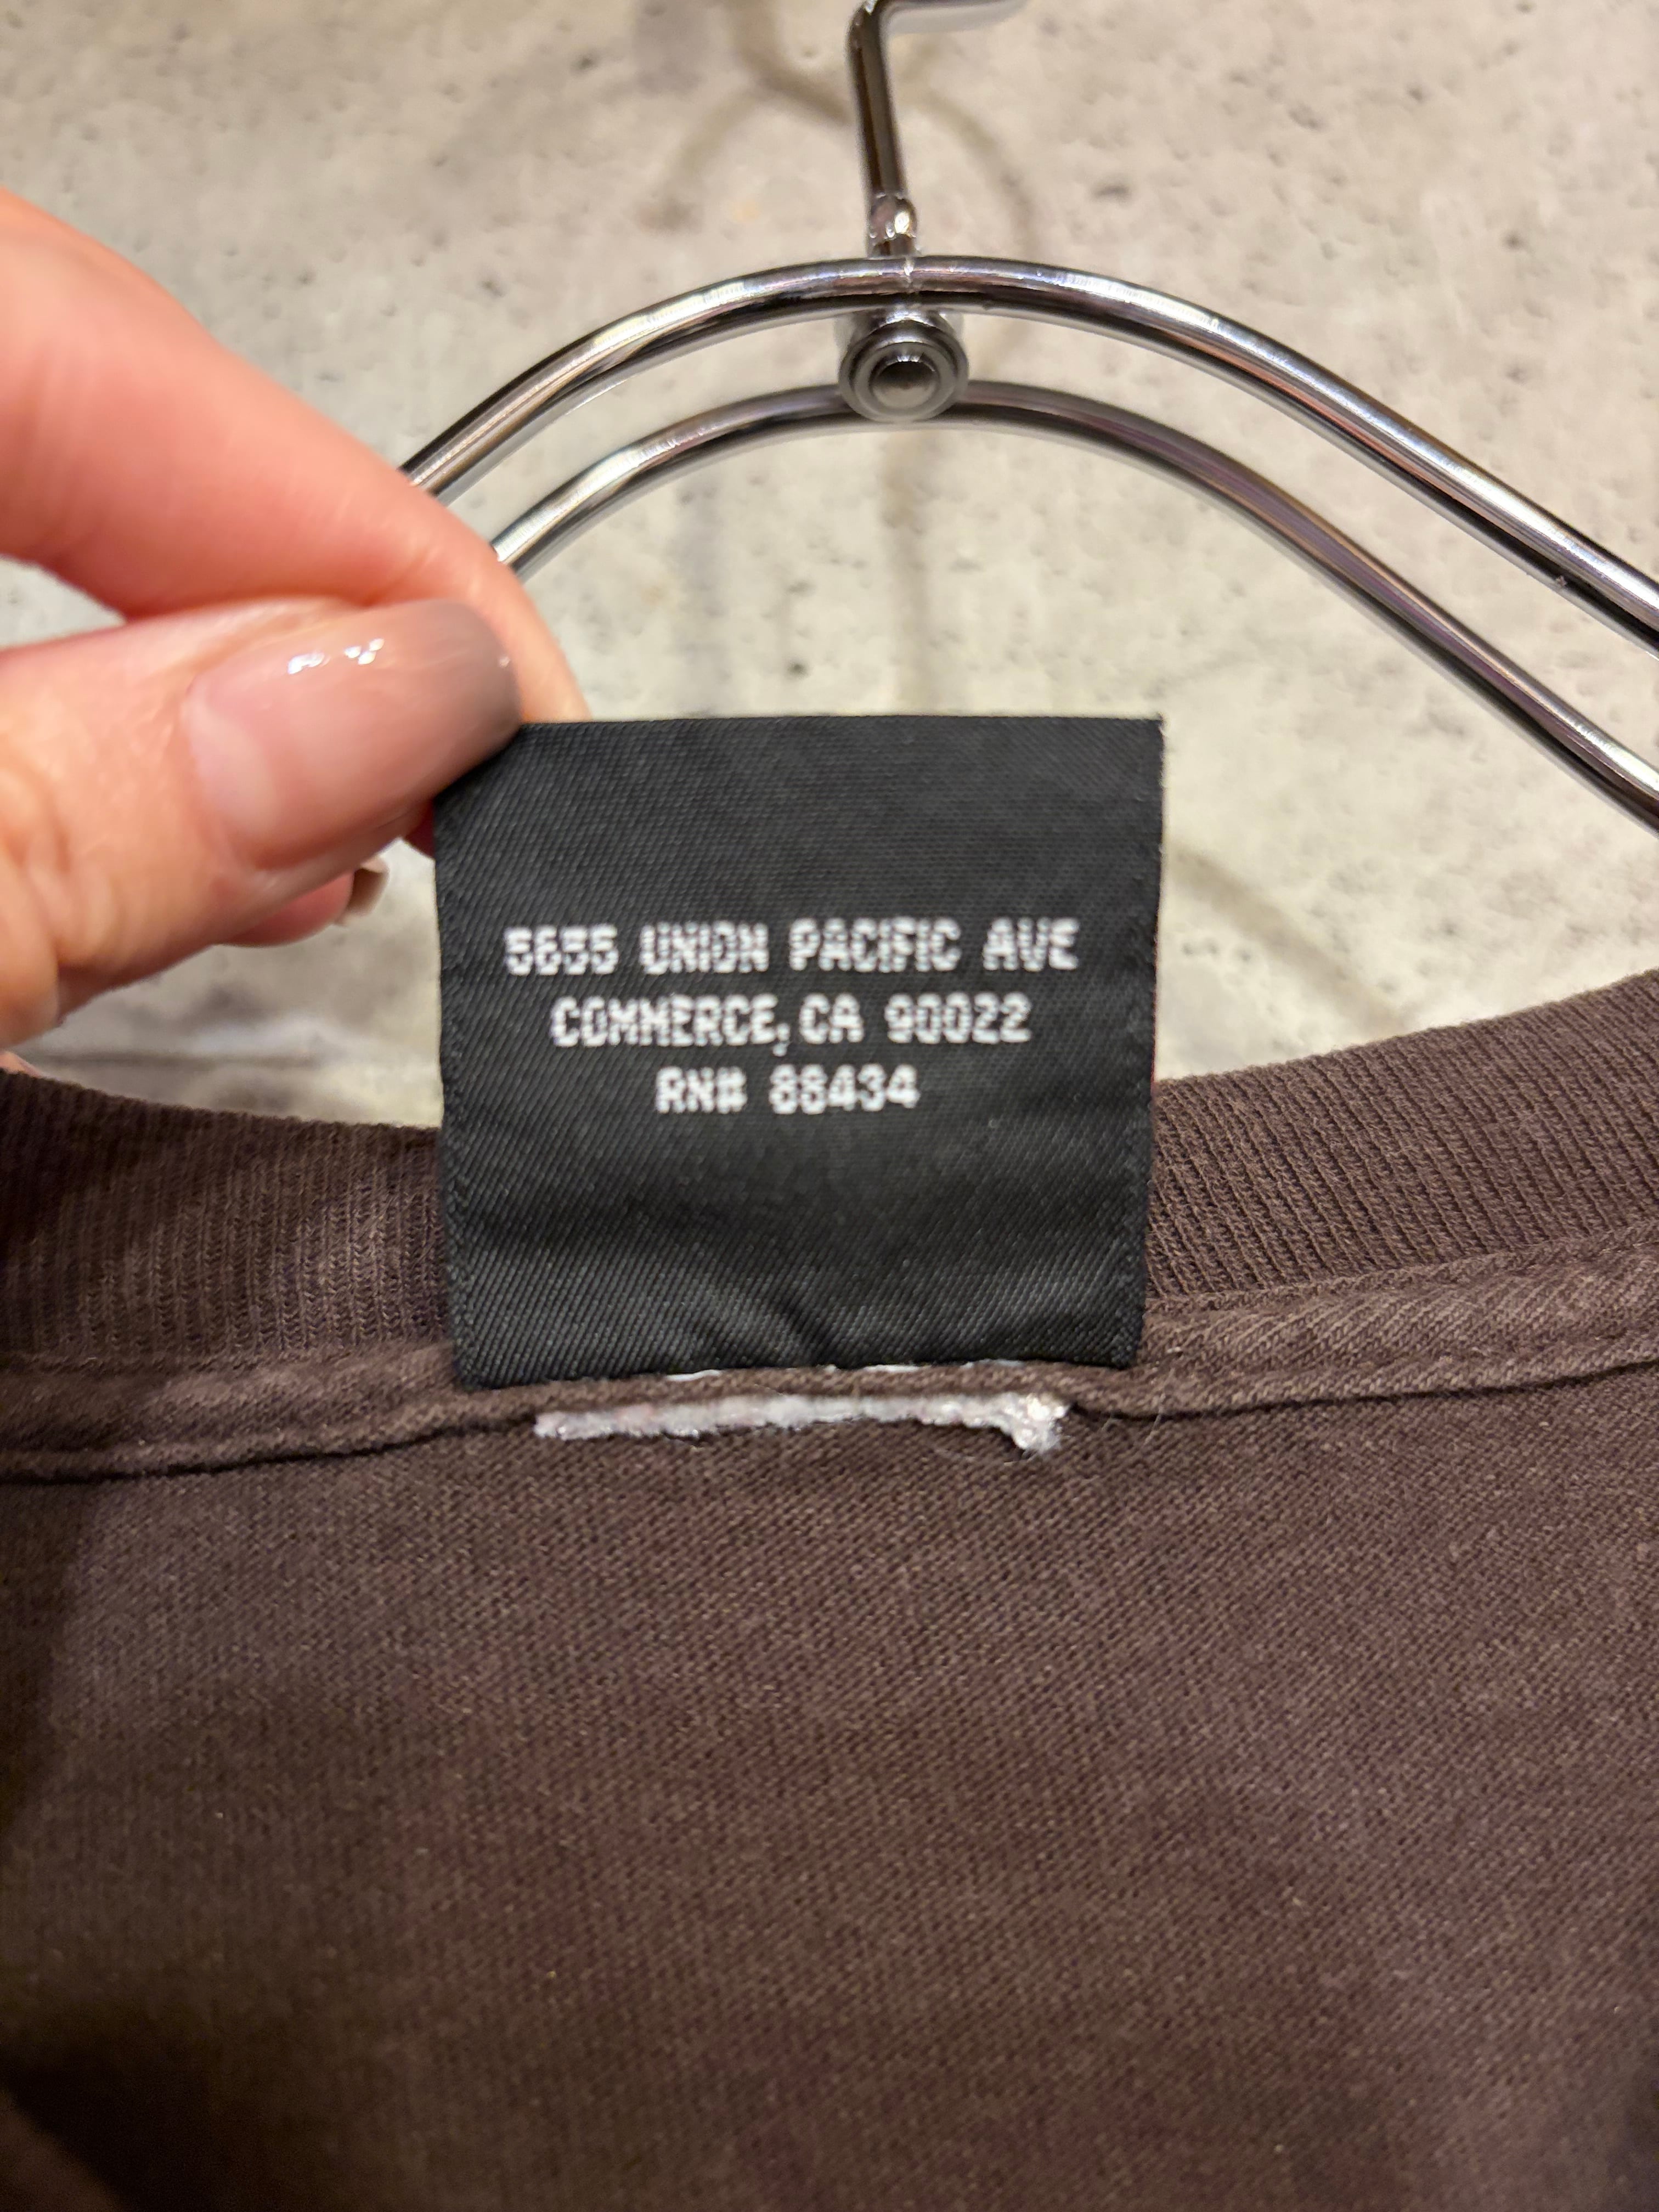 5655 UNION PACIFIC AVE
COMMERCE, CA 90022
RN# 88434